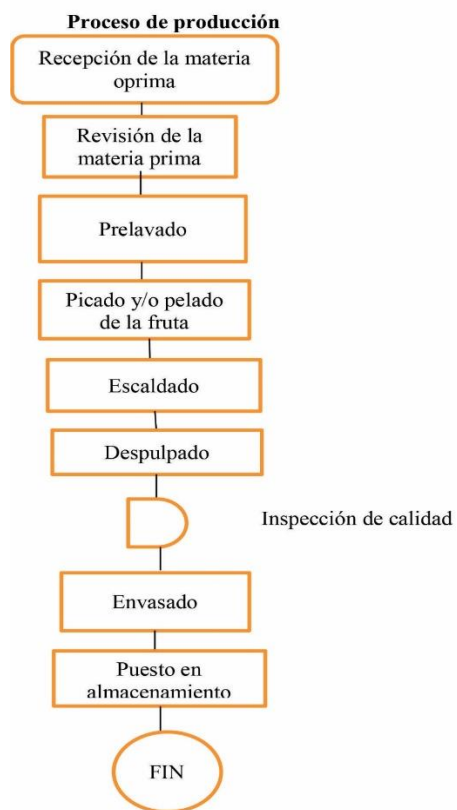 Proceso de producción
Recepción de la materia
oprima
Revisión de la
materia prima
Prelavado
Picado y/o pelado
de la fruta
Escaldado
Despulpado
Inspección de calidad
Envasado
Puesto en
almacenamiento
FIN